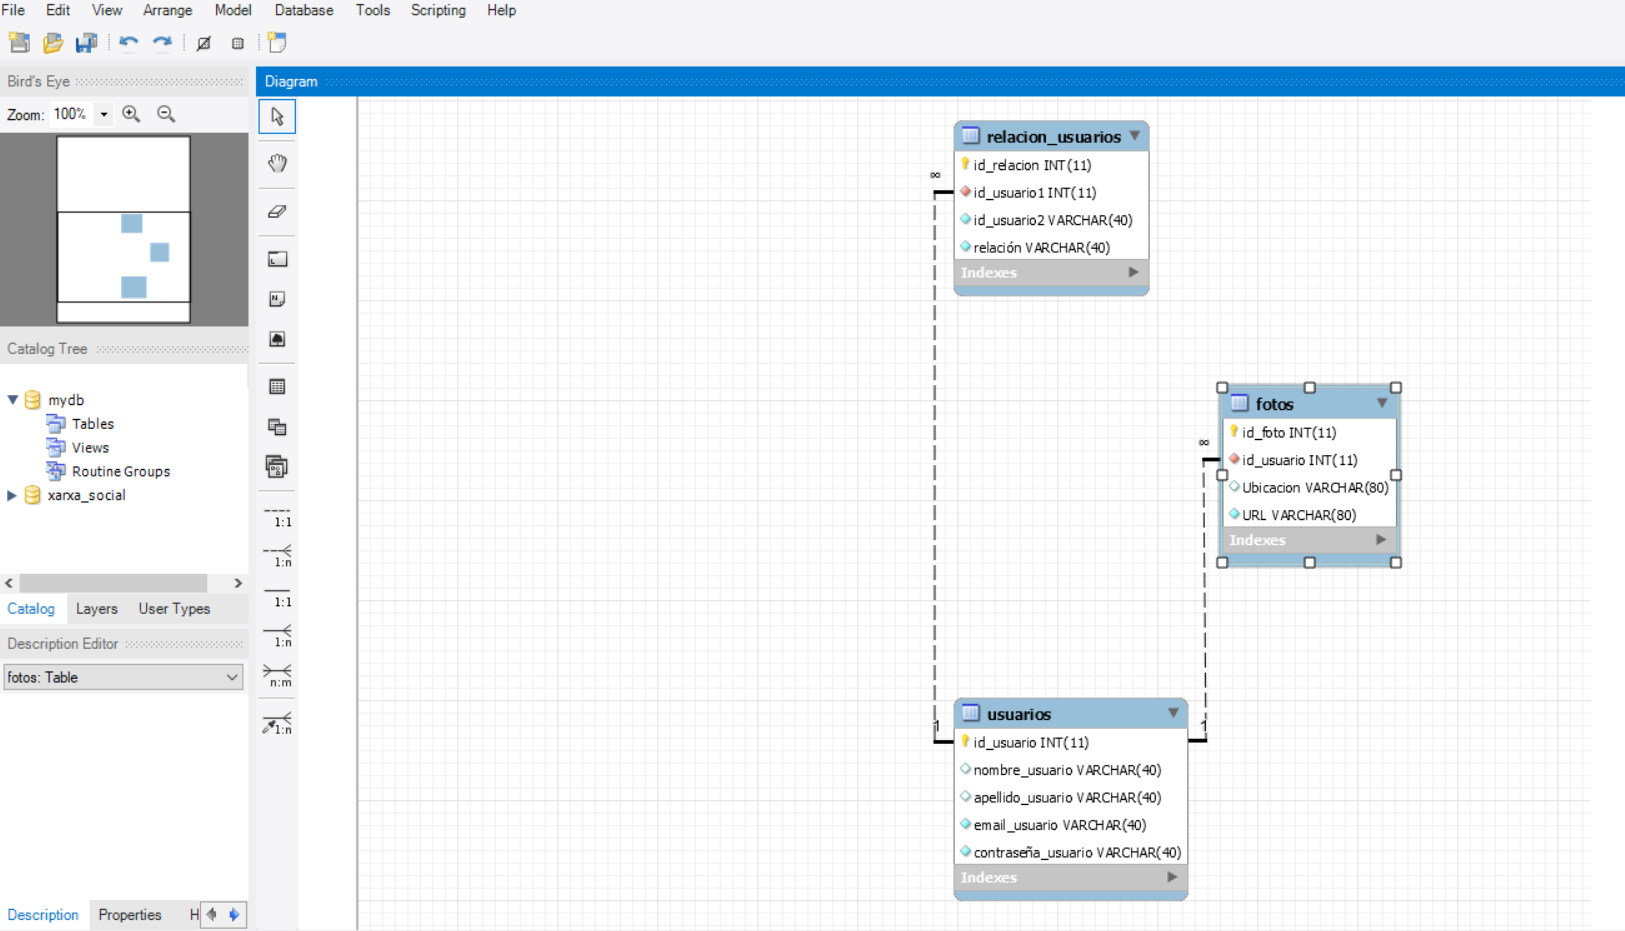 File Edit View Arrange Model Database Tools Scripting Help
Bird's Eye
Zoom: 100%
Catalog Tree
mydb
Tables
Views
Routine Groups
xarxa_social
Catalog Layers User Types
Description Editor
fotos: Table
Description Properties H
Diagram
1:1
1:n
1:1
1:n
n:m
1:n
relacion_usuarios
id_relacion INT(11)
∞
id_usuario1 INT(11)
id_usuario2 VARCHAR(40)
relación VARCHAR(40)
Indexes
fotos
id_foto INT(11)
∞
id_usuario INT(11)
Ubicacion VARCHAR(80)
URL VARCHAR(80)
Indexes
usuarios
1
1
id_usuario INT(11)
nombre_usuario VARCHAR(40)
apellido_usuario VARCHAR(40)
email_usuario VARCHAR(40)
contraseña_usuario VARCHAR(40)
Indexes